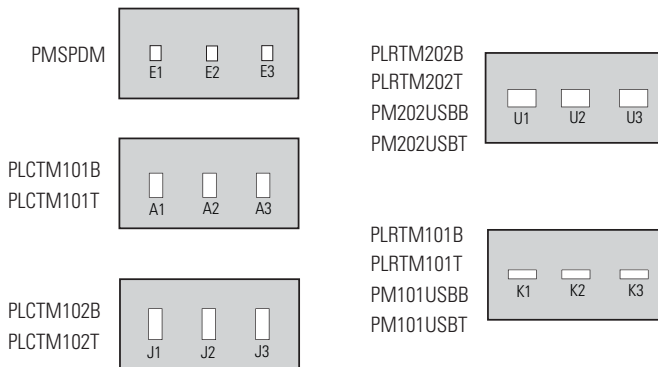 PMSPDM
E1 E2 E3
PLCTM101B
PLCTM101T
A1 A2 A3
PLCTM102B
PLCTM102T
J1 J2 J3
PLRTM202B
PLRTM202T
PM202USBB
PM202USBT
U1 U2 U3
PLRTM101B
PLRTM101T
PM101USBB
PM101USBT
K1 K2 K3